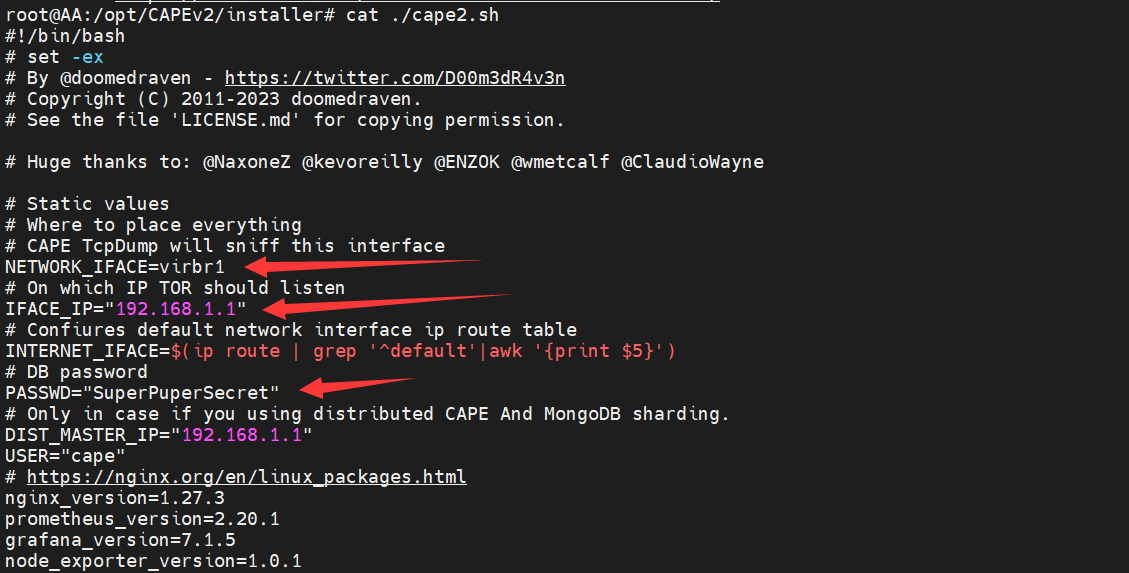 root@AA:/opt/CAPEv2/installer# cat ./cape2.sh
#!/bin/bash
# set -ex
# By @doomedraven - https://twitter.com/D00m3dR4v3n
# Copyright (C) 2011-2023 doomedraven.
# See the file 'LICENSE.md' for copying permission.
# Huge thanks to: @NaxoneZ @kevoreilly @ENZOK @wmetcalf @ClaudioWayne
# Static values
# Where to place everything
# CAPE TcpDump will sniff this interface
NETWORK_IFACE=virbr1
# On which IP TOR should listen
IFACE_IP="192.168.1.1"
# Confiures default network interface ip route table
INTERNET_IFACE=$(ip route | grep '^default'|awk '{print $5}')
# DB password
PASSWD="SuperPuperSecret"
# Only in case if you using distributed CAPE And MongoDB sharding.
DIST_MASTER_IP="192.168.1.1"
USER="cape"
# https://nginx.org/en/linux_packages.html
nginx_version=1.27.3
prometheus_version=2.20.1
grafana_version=7.1.5
node_exporter_version=1.0.1